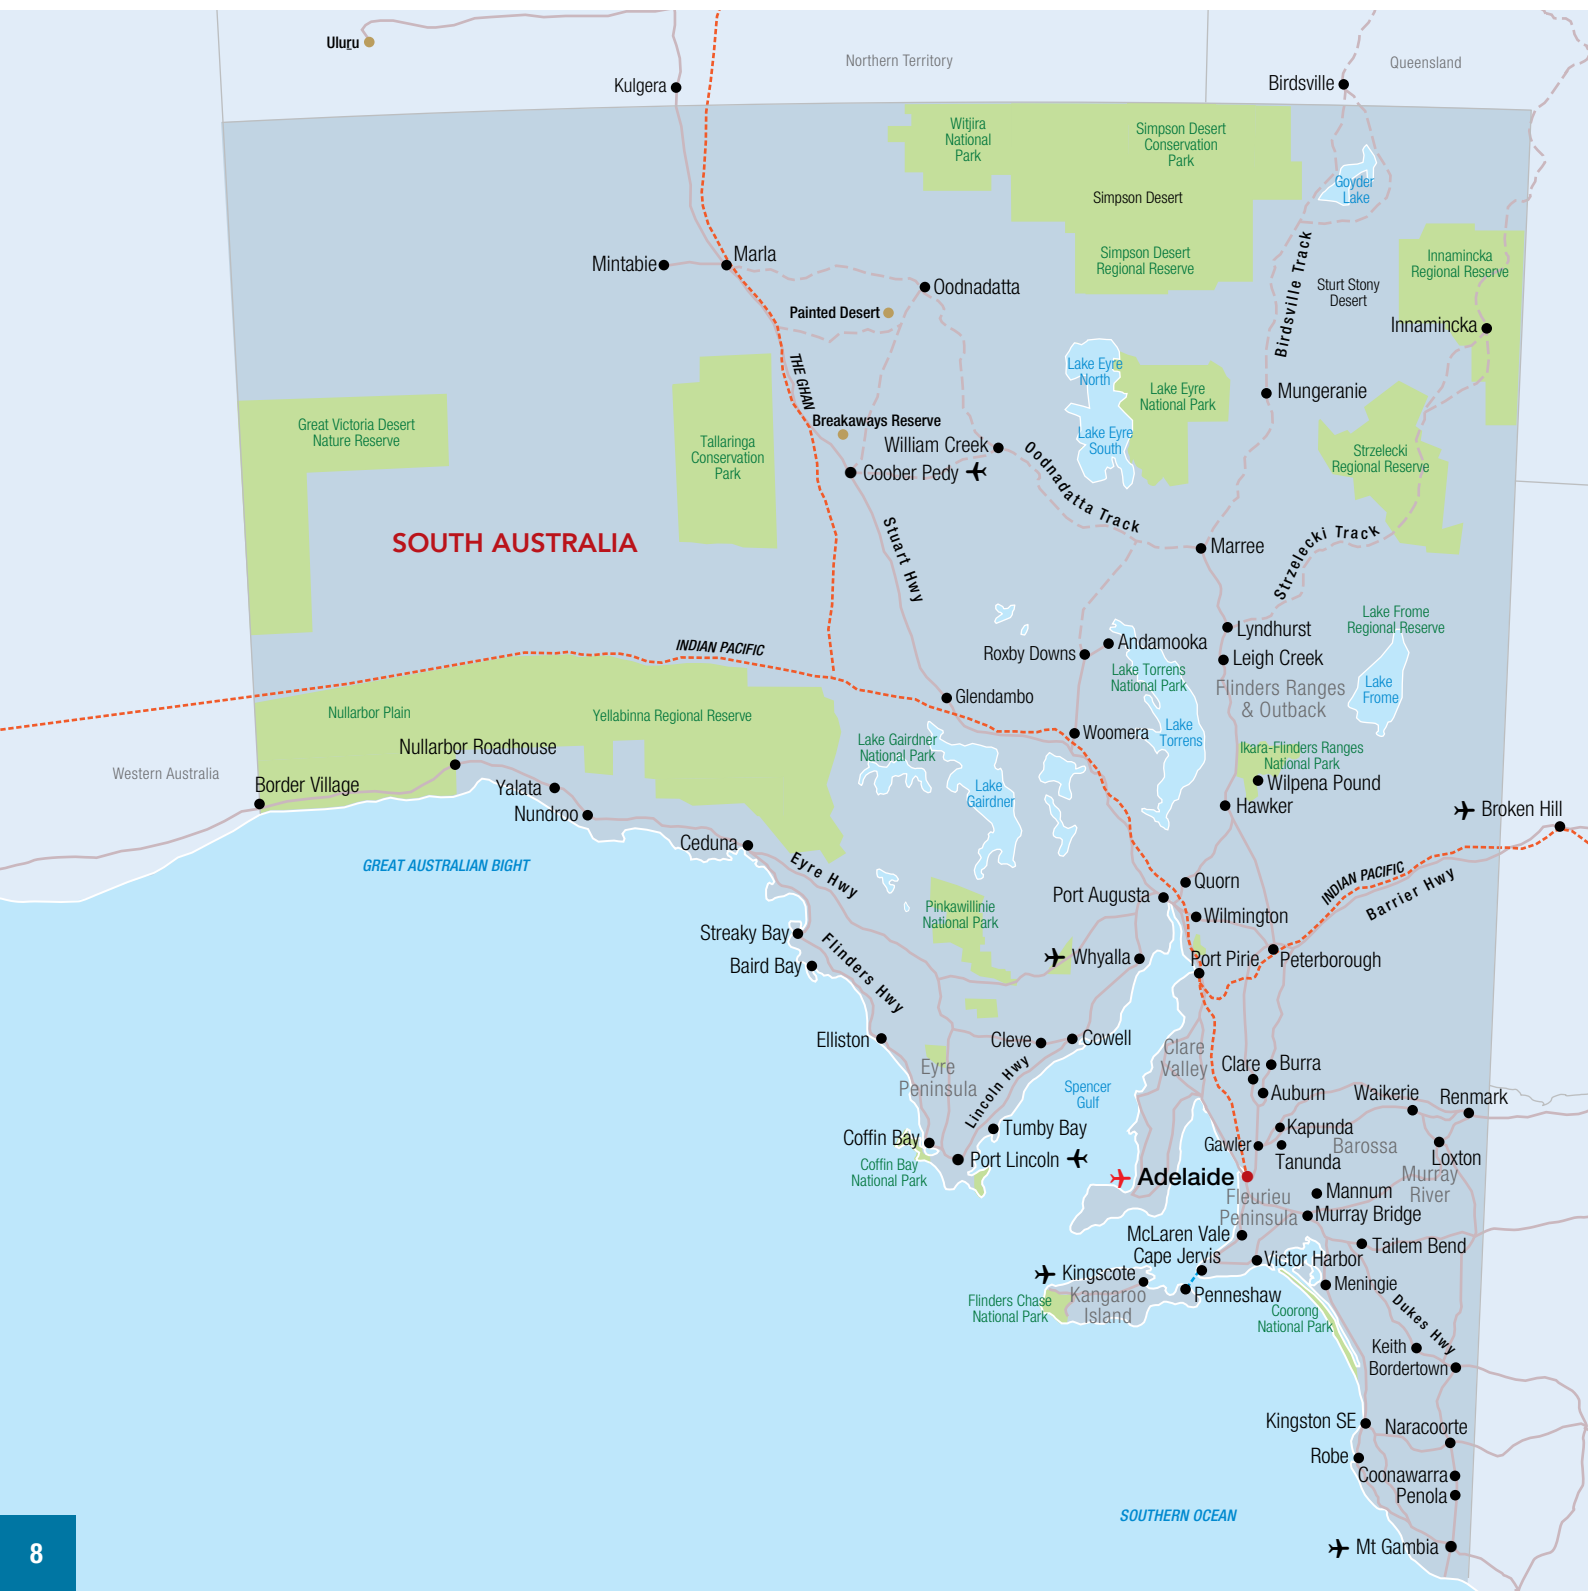 Uluru
Northern Territory
Queensland
Kulgera
Birdsville
Witjira
National
Park
Simpson Desert
Conservation
Park
Goyder
Lake
Simpson Desert
Simpson Desert
Regional Reserve
Innamincka
Regional Reserve
Birdsville Track
Sturt Stony
Desert
Mintabie
Marla
Oodnadatta
Painted Desert
Innamincka
THE GHAN
Lake Eyre
North
Lake Eyre
National Park
Mungeranie
Great Victoria Desert
Nature Reserve
Tallaringa
Conservation
Park
Breakaways Reserve
William Creek
Coober Pedy
Lake Eyre
South
Oodnadatta Track
Strzelecki
Regional Reserve
SOUTH AUSTRALIA
Stuart Hwy
Marree
Strzelecki Track
Lake Frome
Regional Reserve
INDIAN PACIFIC
Roxby Downs
Andamooka
Lyndhurst
Leigh Creek
Lake Torrens
National Park
Flinders Ranges
& Outback
Lake
Frome
Glendambo
Nullarbor Plain
Yellabinna Regional Reserve
Woomera
Lake
Torrens
Lake Gairdner
National Park
Lake
Gairdner
Ikara-Flinders Ranges
National Park
Wilpena Pound
Hawker
Western Australia
Nullarbor Roadhouse
Border Village
Yalata
Nundroo
Broken Hill
Ceduna
GREAT AUSTRALIAN BIGHT
Eyre Hwy
INDIAN PACIFIC
Barrier Hwy
Port Augusta
Quorn
Wilmington
Pinkawillinie
National Park
Streaky Bay
Flinders Hwy
Baird Bay
Whyalla
Port Pirie
Peterborough
Elliston
Cleve
Cowell
Eyre
Peninsula
Lincoln Hwy
Clare
Valley
Spencer
Gulf
Clare
Burra
Auburn
Waikerie
Renmark
Tumby Bay
Coffin Bay
Port Lincoln
Coffin Bay
National Park
Kapunda
Gawler
Barossa
Tanunda
Loxton
Adelaide
Murray
River
Fleurieu
Peninsula
Mannum
Murray Bridge
McLaren Vale
Cape Jervis
Tailem Bend
Victor Harbor
Kingscote
Meningie
Kangaroo
Island
Penneshaw
Flinders Chase
National Park
Coorong
National Park
Dukes Hwy
Keith
Bordertown
Kingston SE
Naracoorte
Robe
Coonawarra
Penola
SOUTHERN OCEAN
Mt Gambia
8